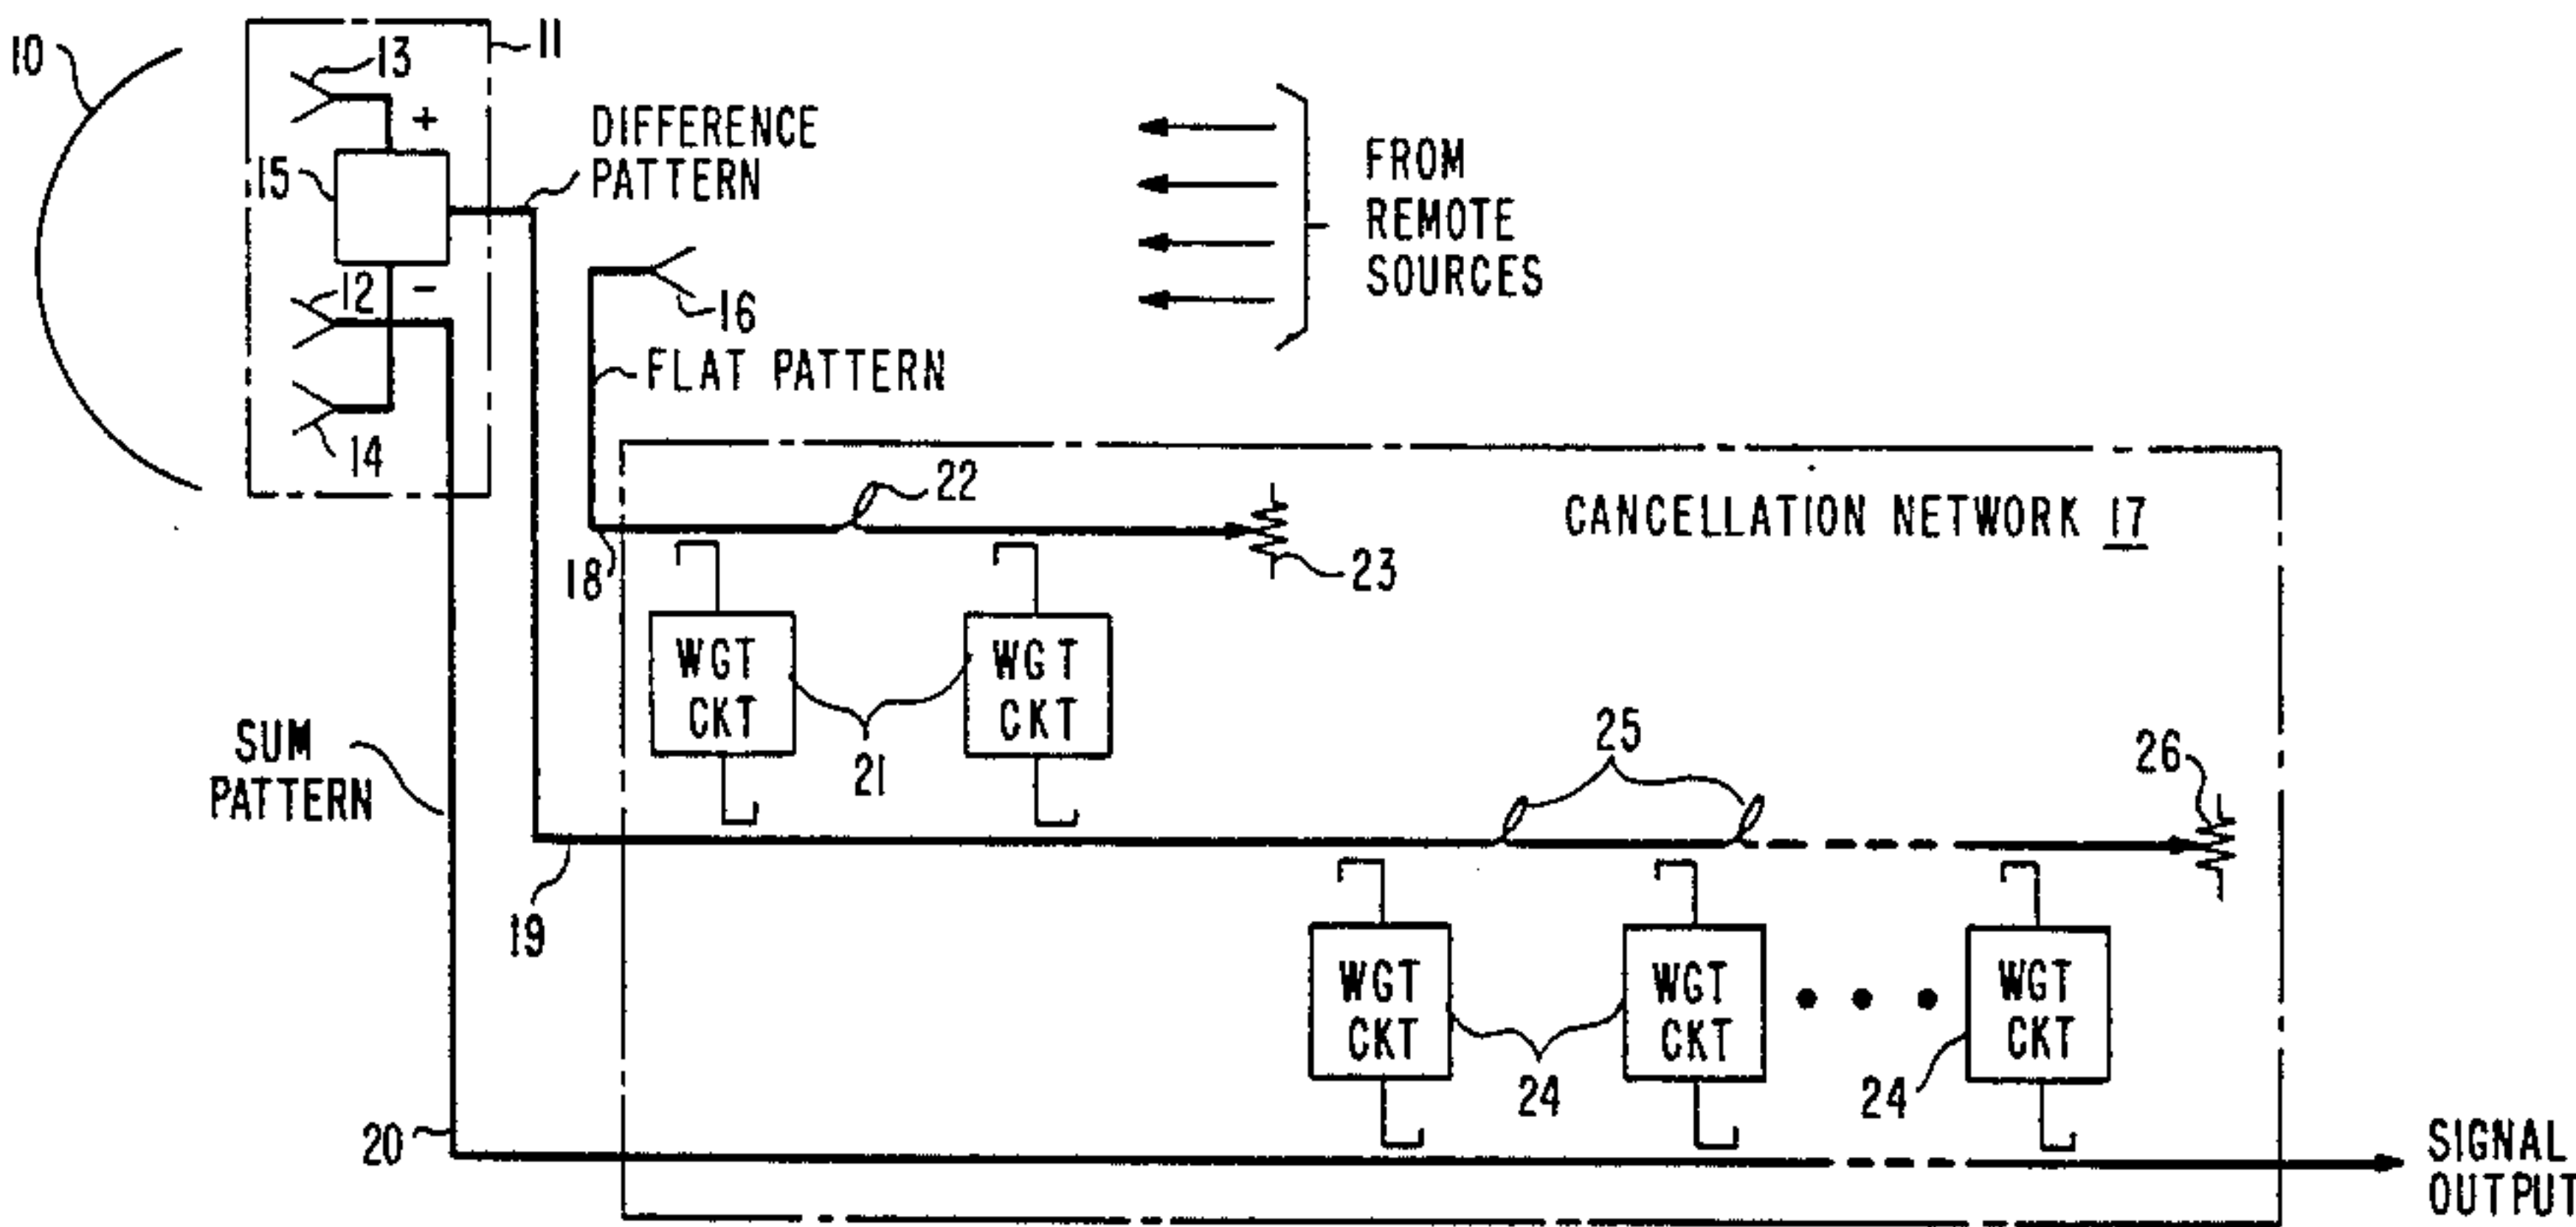 10
11
13
+
DIFFERENCE
PATTERN
15
FROM
REMOTE
SOURCES
12
-
16
FLAT PATTERN
14
22
CANCELLATION NETWORK 17
18
23
WGT
CKT
WGT
CKT
21
SUM
PATTERN
25
26
19
WGT
CKT
WGT
CKT
WGT
CKT
24
24
20
SIGNAL
OUTPUT